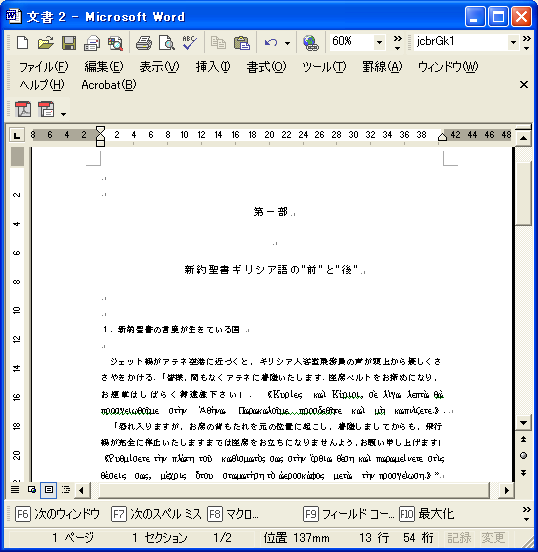 文書 2 - Microsoft Word
60% jcbrGk1
ファイル(F) 編集(E) 表示(V) 挿入(I) 書式(O) ツール(T) 罫線(A) ウィンドウ(W)
ヘルプ(H) Acrobat(B)
8 6 4 2 2 4 6 8 10 12 14 16 18 20 22 24 26 28 30 32 34 36 38 42 44 46 48
第一部
新約聖書ギリシア語の"前"と"後"
1. 新約聖書の言葉が生きている国
ジェット機がアテネ空港に近づくと、ギリシア人客室乗務員の声が頭上から優しくさ
さやきかける.「皆様,間もなくアテネに着陸いたします.座席ベルトをお締めになり,
お煙草はしばらく御遠慮下さい」. «Κυρίες καὶ Κύριοι, σὲ λίγα λεπτὰ θὰ
προσγειωθοῦμε στὴν Ἀθήνα. Παρακαλοῦμε προσδεθῆτε καὶ μὴ καπνίζετε.»
「恐れ入りますが,お席の背もたれを元の位置に起こし,着陸しましてからも,飛行
機が完全に停止いたしますまでは座席をお立ちになりませんよう,お願い申し上げます」
«Ῥυθμίσετε τὴν πλάτη τοῦ καθίσματός σας στὴν ὄρθια θέση καὶ παραμείνετε στὶς
θέσεις σας, μέχρις ὅτου σταματήση τὸ ἀεροσκάφος μετὰ τὴν προσγείωση.»
F6 次のウィンドウ F7 次のスペル ミス F8 マクロ... F9 フィールド コー... F10 最大化
1 ページ 1 セクション 1/2 位置 137mm 13 行 54 桁 記録 変更